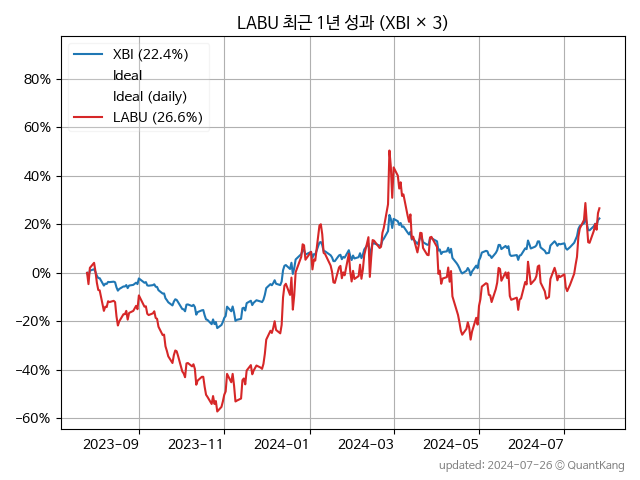 LABU 최근 1년 성과 (XBI × 3)
XBI (22.4%)
Ideal
Ideal (daily)
LABU (26.6%)
80%
60%
40%
20%
0%
−20%
−40%
−60%
2023−09
2023−11
2024−01
2024−03
2024−05
2024−07
updated: 2024-07-26 © QuantKang